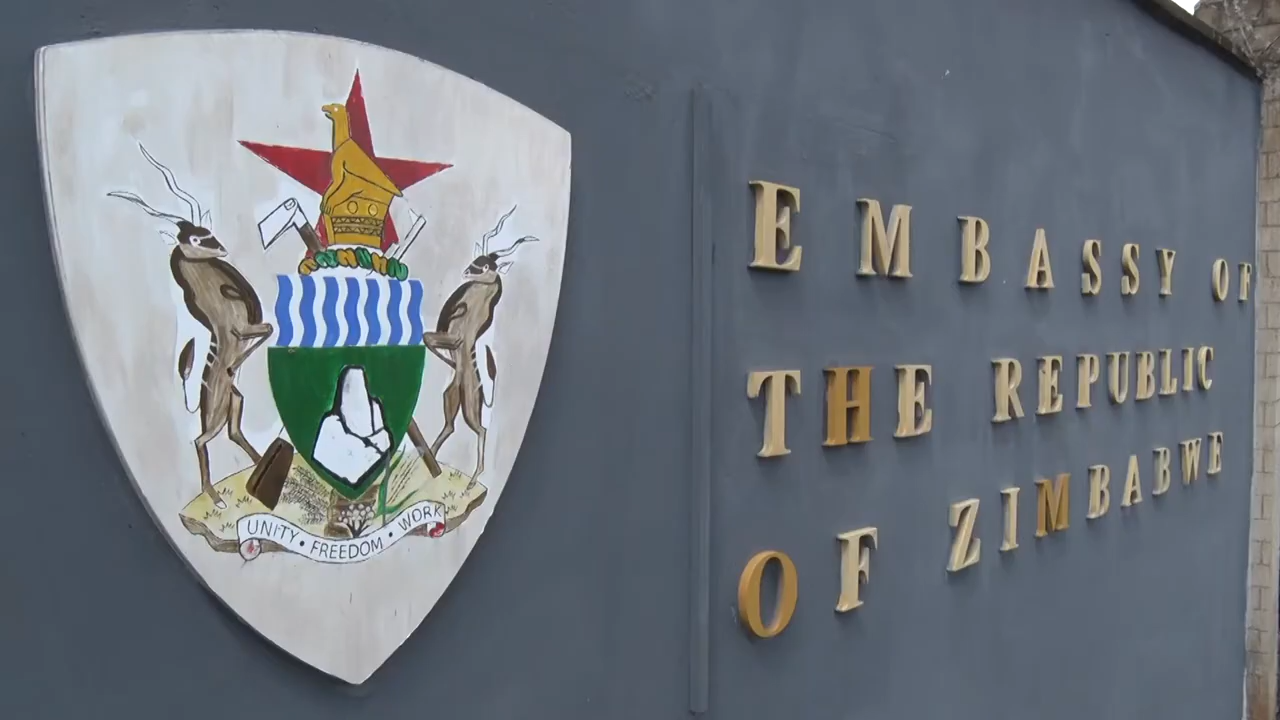 UNITY • FREEDOM • WORK
EMBASSY OF
THE REPUBLIC
OF ZIMBABWE